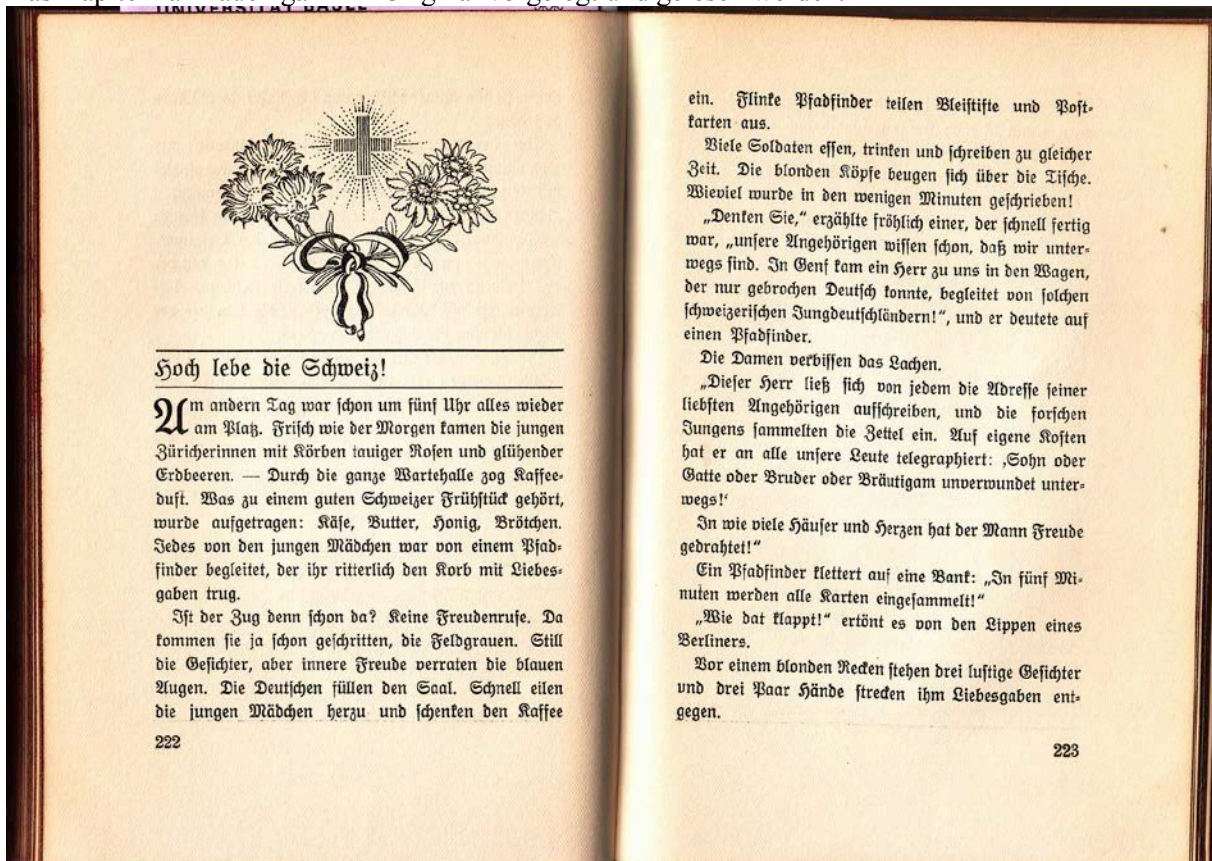 UNIVERSITÄT BASEL
Hoch lebe die Schweiz!
Am andern Tag war schon um fünf Uhr alles wieder
am Platz. Frisch wie der Morgen kamen die jungen
Züricherinnen mit Körben tauiger Rosen und glühender
Erdbeeren. — Durch die ganze Wartehalle zog Kaffee-
duft. Was zu einem guten Schweizer Frühstück gehört,
wurde aufgetragen: Käse, Butter, Honig, Brötchen.
Jedes von den jungen Mädchen war von einem Pfad-
finder begleitet, der ihr ritterlich den Korb mit Liebes-
gaben trug.
Ist der Zug denn schon da? Keine Freudenrufe. Da
kommen sie ja schon geschritten, die Feldgrauen. Still
die Gesichter, aber innere Freude verraten die blauen
Augen. Die Deutschen füllen den Saal. Schnell eilen
die jungen Mädchen herzu und schenken den Kaffee
222
ein. Flinke Pfadfinder teilen Bleistifte und Post-
karten aus.
Viele Soldaten essen, trinken und schreiben zu gleicher
Zeit. Die blonden Köpfe beugen sich über die Tische.
Wieviel wurde in den wenigen Minuten geschrieben!
„Denken Sie,“ erzählte fröhlich einer, der schnell fertig
war, „unsere Angehörigen wissen schon, daß wir unter-
wegs sind. In Genf kam ein Herr zu uns in den Wagen,
der nur gebrochen Deutsch konnte, begleitet von solchen
schweizerischen Jungdeutschländern!“, und er deutete auf
einen Pfadfinder.
Die Damen verbissen das Lachen.
„Dieser Herr ließ sich von jedem die Adresse seiner
liebsten Angehörigen aufschreiben, und die forschen
Jungens sammelten die Zettel ein. Auf eigene Kosten
hat er an alle unsere Leute telegraphiert: ‚Sohn oder
Gatte oder Bruder oder Bräutigam unverwundet unter-
wegs!‘
In wie viele Häuser und Herzen hat der Mann Freude
gedrahtet!“
Ein Pfadfinder klettert auf eine Bank: „In fünf Mi-
nuten werden alle Karten eingesammelt!“
„Wie dat klappt!“ ertönt es von den Lippen eines
Berliners.
Vor einem blonden Recken stehen drei lustige Gesichter
und drei Paar Hände strecken ihm Liebesgaben ent-
gegen.
223